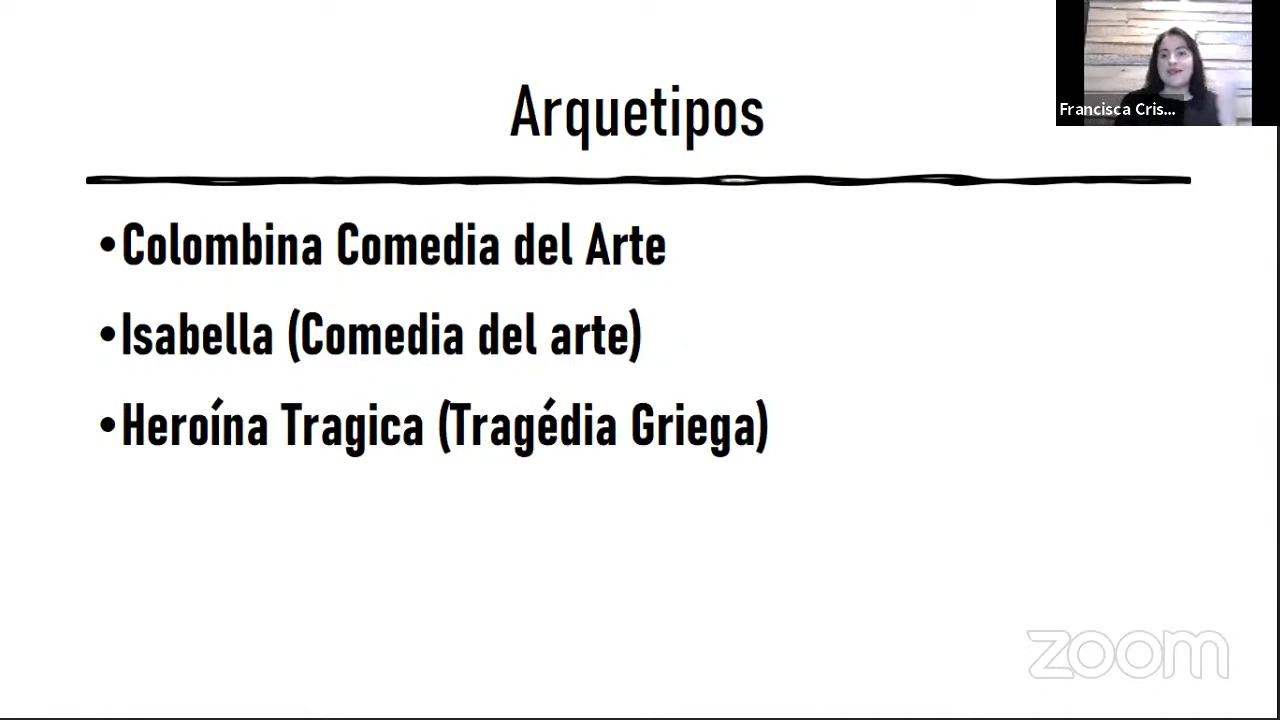 Arquetipos
•Colombina Comedia del Arte
•Isabella (Comedia del arte)
•Heroína Tragica (Tragédia Griega)
Francisca Cris...
zoom